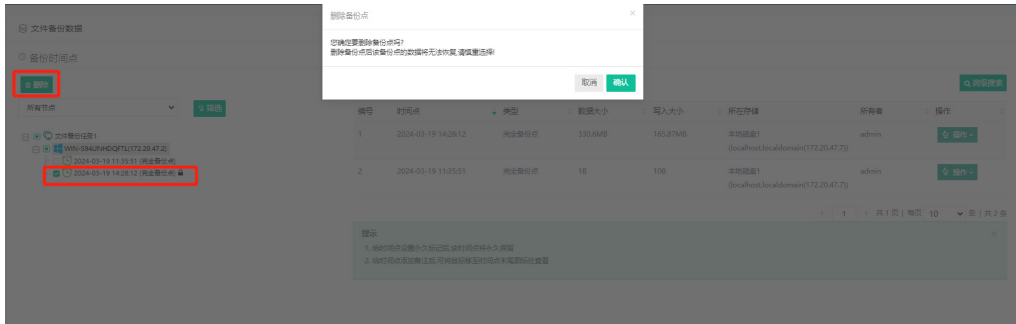 删除备份点
×
您确定要删除备份点吗?
删除备份点后该备份点的数据将无法恢复,请慎重选择!
取消 确认
文件备份数据
备份时间点
删除
高级搜索
所有节点 筛选
文件备份任务1
WIN-S94UNHDQFTL(172.20.47.2)
2024-03-19 11:35:51 (完全备份点)
2024-03-19 14:28:12 (完全备份点)
编号 时间点 类型 数据大小 写入大小 所在存储 所有者 操作
1 2024-03-19 14:28:12 完全备份点 330.6MB 165.87MB 本地磁盘1 admin 操作
(localhost.localdomain(172.20.47.7))
2 2024-03-19 11:35:51 完全备份点 1B 10B 本地磁盘1 admin 操作
(localhost.localdomain(172.20.47.7))
1 共1页 | 每页 10 条 | 共2条
提示
1. 给时间点设置永久标记后,该时间点将永久保留
2. 给时间点添加备注后,可将鼠标移至时间点末尾图标处查看